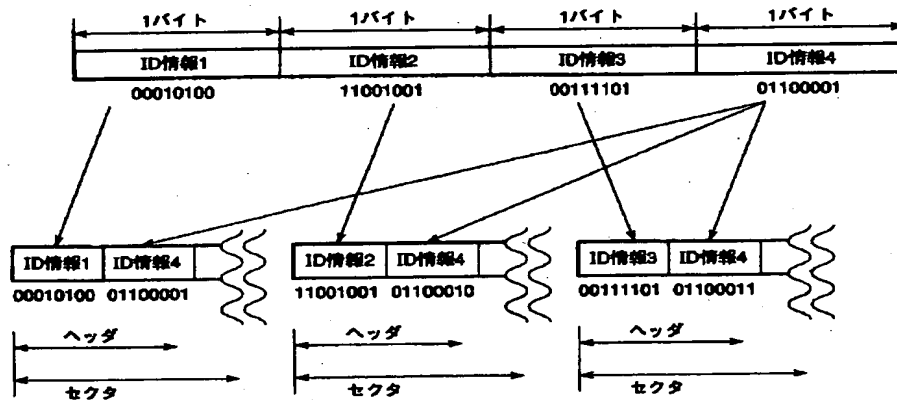 1バイト 1バイト 1バイト 1バイト
ID情報1 ID情報2 ID情報3 ID情報4
00010100 11001001 00111101 01100001
ID情報1 ID情報4 ID情報2 ID情報4 ID情報3 ID情報4
00010100 01100001 11001001 01100010 00111101 01100011
ヘッダ ヘッダ ヘッダ
セクタ セクタ セクタ